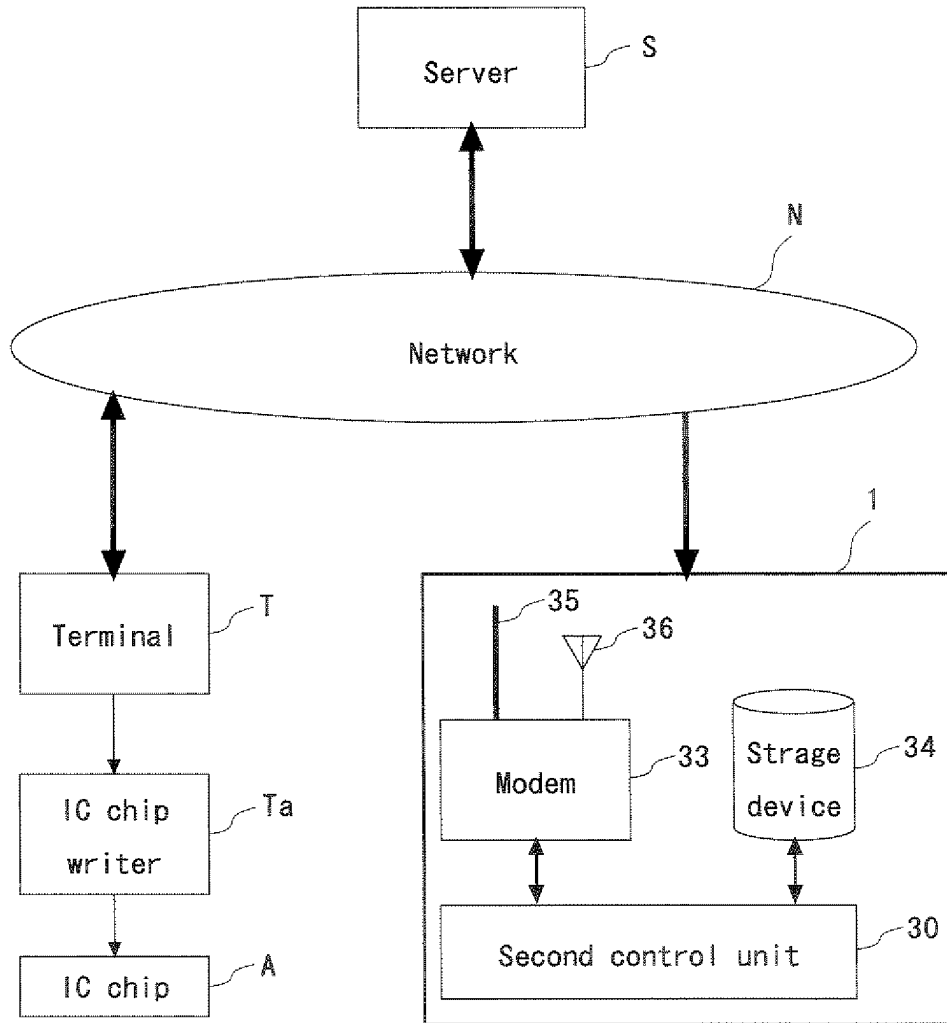 Server
S
N
Network
1
T
Terminal
35
36
Modem
33
Strage
device
34
IC chip
writer
Ta
Second control unit
30
IC chip
A